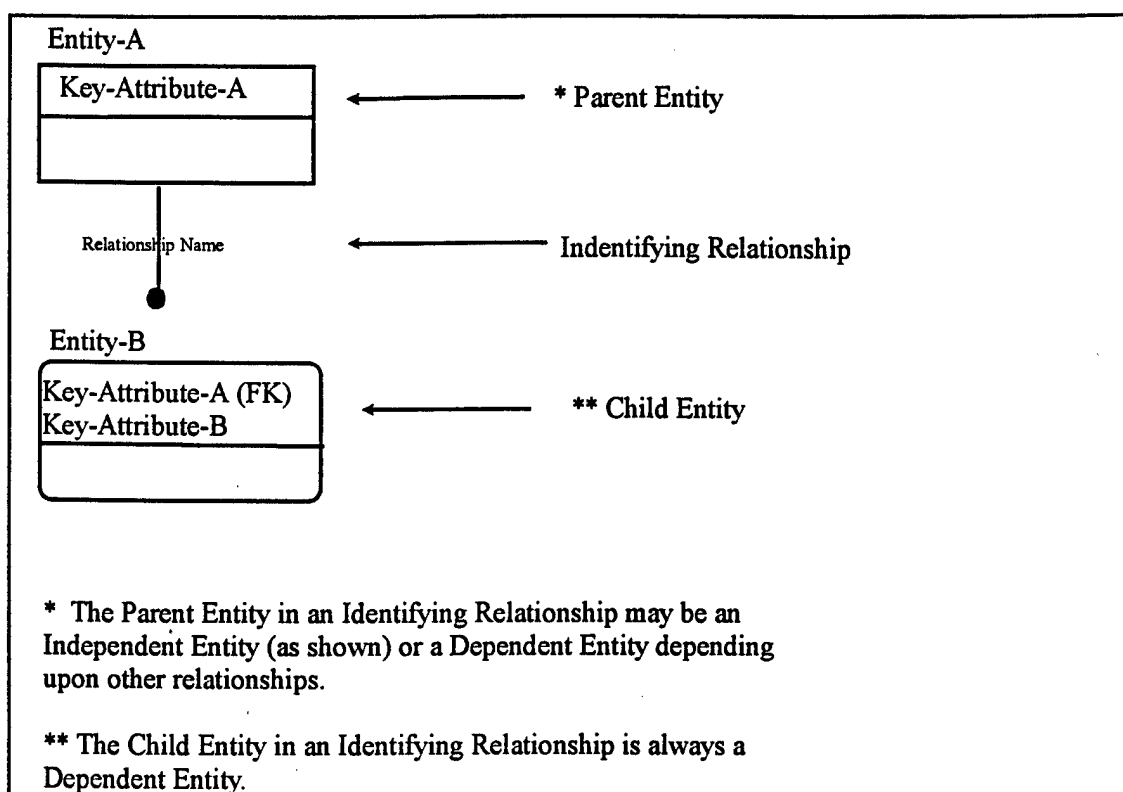 Entity-A
Key-Attribute-A
* Parent Entity
Relationship Name
Indentifying Relationship
Entity-B
Key-Attribute-A (FK)
Key-Attribute-B
** Child Entity
* The Parent Entity in an Identifying Relationship may be an
Independent Entity (as shown) or a Dependent Entity depending
upon other relationships.
** The Child Entity in an Identifying Relationship is always a
Dependent Entity.